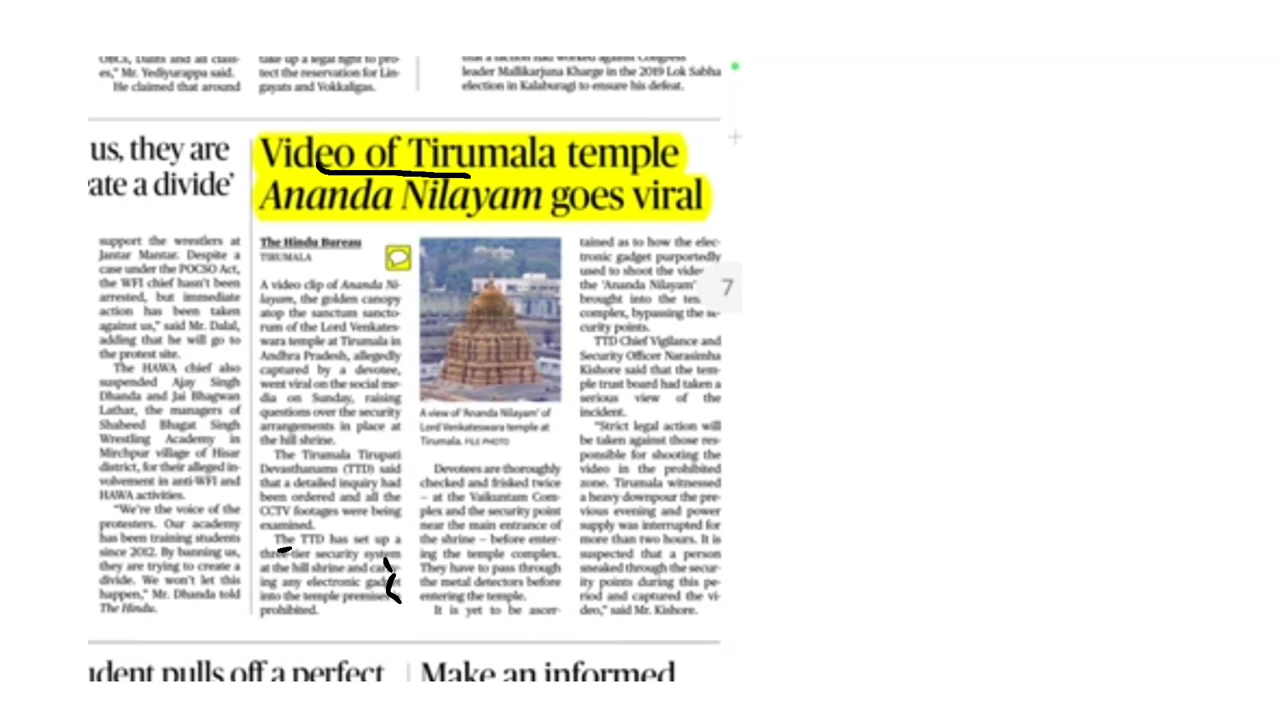 OBCs, Dalits and all class-
es," Mr. Yediyurappa said.
He claimed that around
take up a legal fight to pro-
tect the reservation for Lin-
gayats and Vokkaligas.
that a faction had worked against Congress
leader Mallikarjuna Kharge in the 2019 Lok Sabha
election in Kalaburagi to ensure his defeat.
us, they are
ate a divide'
support the wrestlers at
Jantar Mantar. Despite a
case under the POCSO Act,
the WFI chief hasn't been
arrested, but immediate
action has been taken
against us," said Mr. Dalal,
adding that he will go to
the protest site.
The HAWA chief also
suspended Ajay Singh
Dhanda and Jai Bhagwan
Lathar, the managers of
Shaheed Bhagat Singh
Wrestling Academy in
Mirchpur village of Hisar
district, for their alleged in-
volvement in anti-WFI and
HAWA activities.
"We're the voice of the
protesters. Our academy
has been training students
since 2012. By banning us,
they are trying to create a
divide. We won't let this
happen," Mr. Dhanda told
The Hindu.
Video of Tirumala temple
Ananda Nilayam goes viral
The Hindu Bureau
TIRUMALA
A video clip of Ananda Ni-
layam, the golden canopy
atop the sanctum sancto-
rum of the Lord Venkates-
wara temple at Tirumala in
Andhra Pradesh, allegedly
captured by a devotee,
went viral on the social me-
dia on Sunday, raising
questions over the security
arrangements in place at
the hill shrine.
The Tirumala Tirupati
Devasthanams (TTD) said
that a detailed inquiry had
been ordered and all the
CCTV footages were being
examined.
The TTD has set up a
three-tier security system
at the hill shrine and carry-
ing any electronic gadget
into the temple premises
prohibited.
A view of 'Ananda Nilayam' of
Lord Venkateswara temple at
Tirumala. FILE PHOTO
Devotees are thoroughly
checked and frisked twice
– at the Vaikuntam Com-
plex and the security point
near the main entrance of
the shrine – before enter-
ing the temple complex.
They have to pass through
the metal detectors before
entering the temple.
It is yet to be ascer-
tained as to how the elec-
tronic gadget purportedly
used to shoot the video
the 'Ananda Nilayam'
brought into the
complex, bypassing the se-
curity points.
TTD Chief Vigilance and
Security Officer Narasimha
Kishore said that the tem-
ple trust board had taken a
serious view of the
incident.
"Strict legal action will
be taken against those res-
ponsible for shooting the
video in the prohibited
zone. Tirumala witnessed
a heavy downpour the pre-
vious evening and power
supply was interrupted for
more than two hours. It is
suspected that a person
sneaked through the secur-
ity points during this pe-
riod and captured the vi-
deo," said Mr. Kishore.
7
udent pulls off a perfect
Make an informed